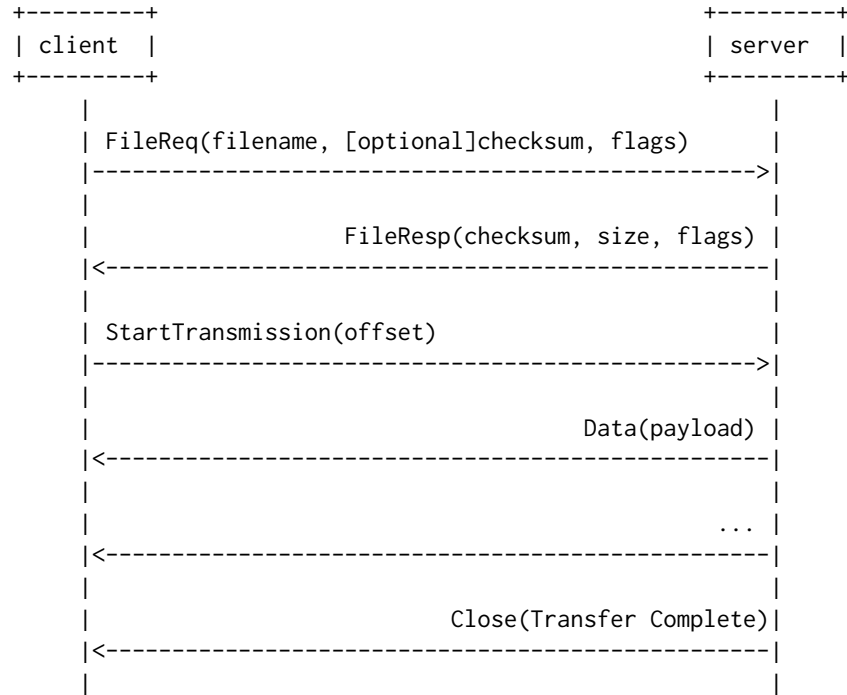 client server
FileReq(filename, [optional]checksum, flags)
FileResp(checksum, size, flags)
StartTransmission(offset)
Data(payload)
...
Close(Transfer Complete)